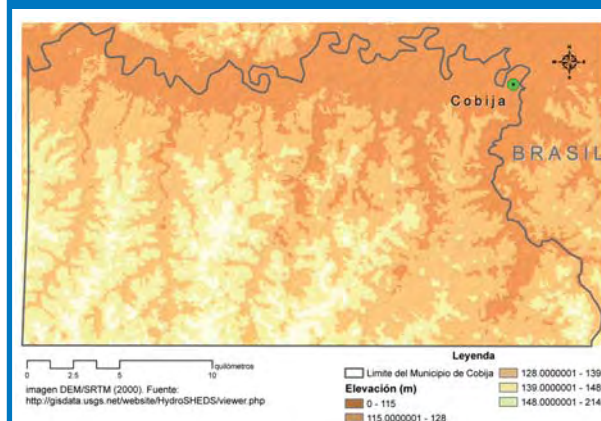 N
Cobija
BRASIL
0 2.5 5 10 quilómetros
imagen DEM/SRTM (2000). Fuente:
http://gisdata.usgs.net/website/HydroSHEDS/viewer.php
Leyenda
Limite del Municipio de Cobija
Elevación (m)
0 - 115
115.0000001 - 128
128.0000001 - 139
139.0000001 - 148
148.0000001 - 214